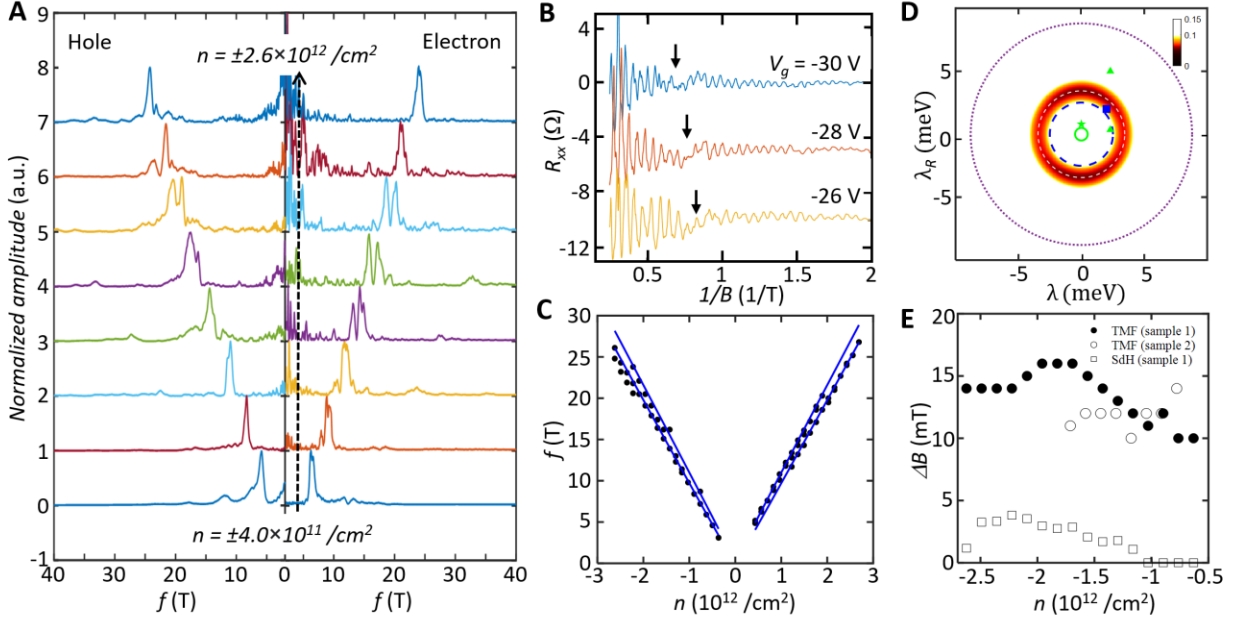 A
Hole
Electron
n = ±2.6×10¹² /cm²
n = ±4.0×10¹¹ /cm²
Normalized amplitude (a.u.)
9
8
7
6
5
4
3
2
1
0
-1
40 20 0 20 40
f (T) f (T)
B
V_g = -30 V
-28 V
-26 V
R_xx (Ω)
4
0
-4
-8
-12
0.5 1 1.5 2
1/B (1/T)
C
f (T)
30
25
20
15
10
5
0
-3 -2 -1 0 1 2 3
n (10¹² /cm²)
D
0.15
0.1
0
λ_R (meV)
5
0
-5
-5 0 5
λ (meV)
E
TMF (sample 1)
TMF (sample 2)
SdH (sample 1)
ΔB (mT)
20
15
10
5
0
-2.5 -2 -1.5 -1 -0.5
n (10¹² /cm²)